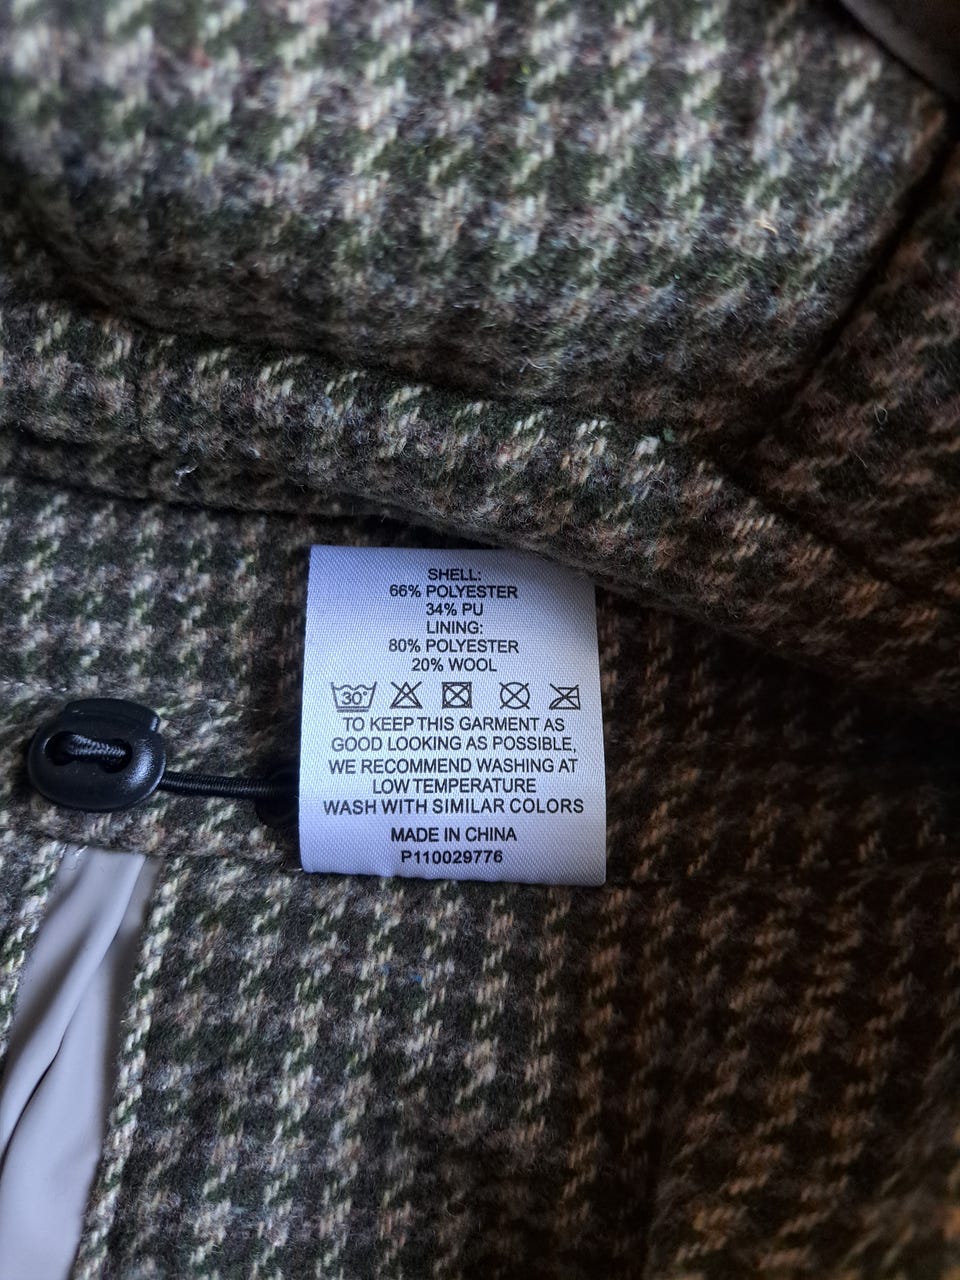 SHELL:
66% POLYESTER
34% PU
LINING:
80% POLYESTER
20% WOOL
30°
TO KEEP THIS GARMENT AS
GOOD LOOKING AS POSSIBLE,
WE RECOMMEND WASHING AT
LOW TEMPERATURE
WASH WITH SIMILAR COLORS
MADE IN CHINA
P110029776